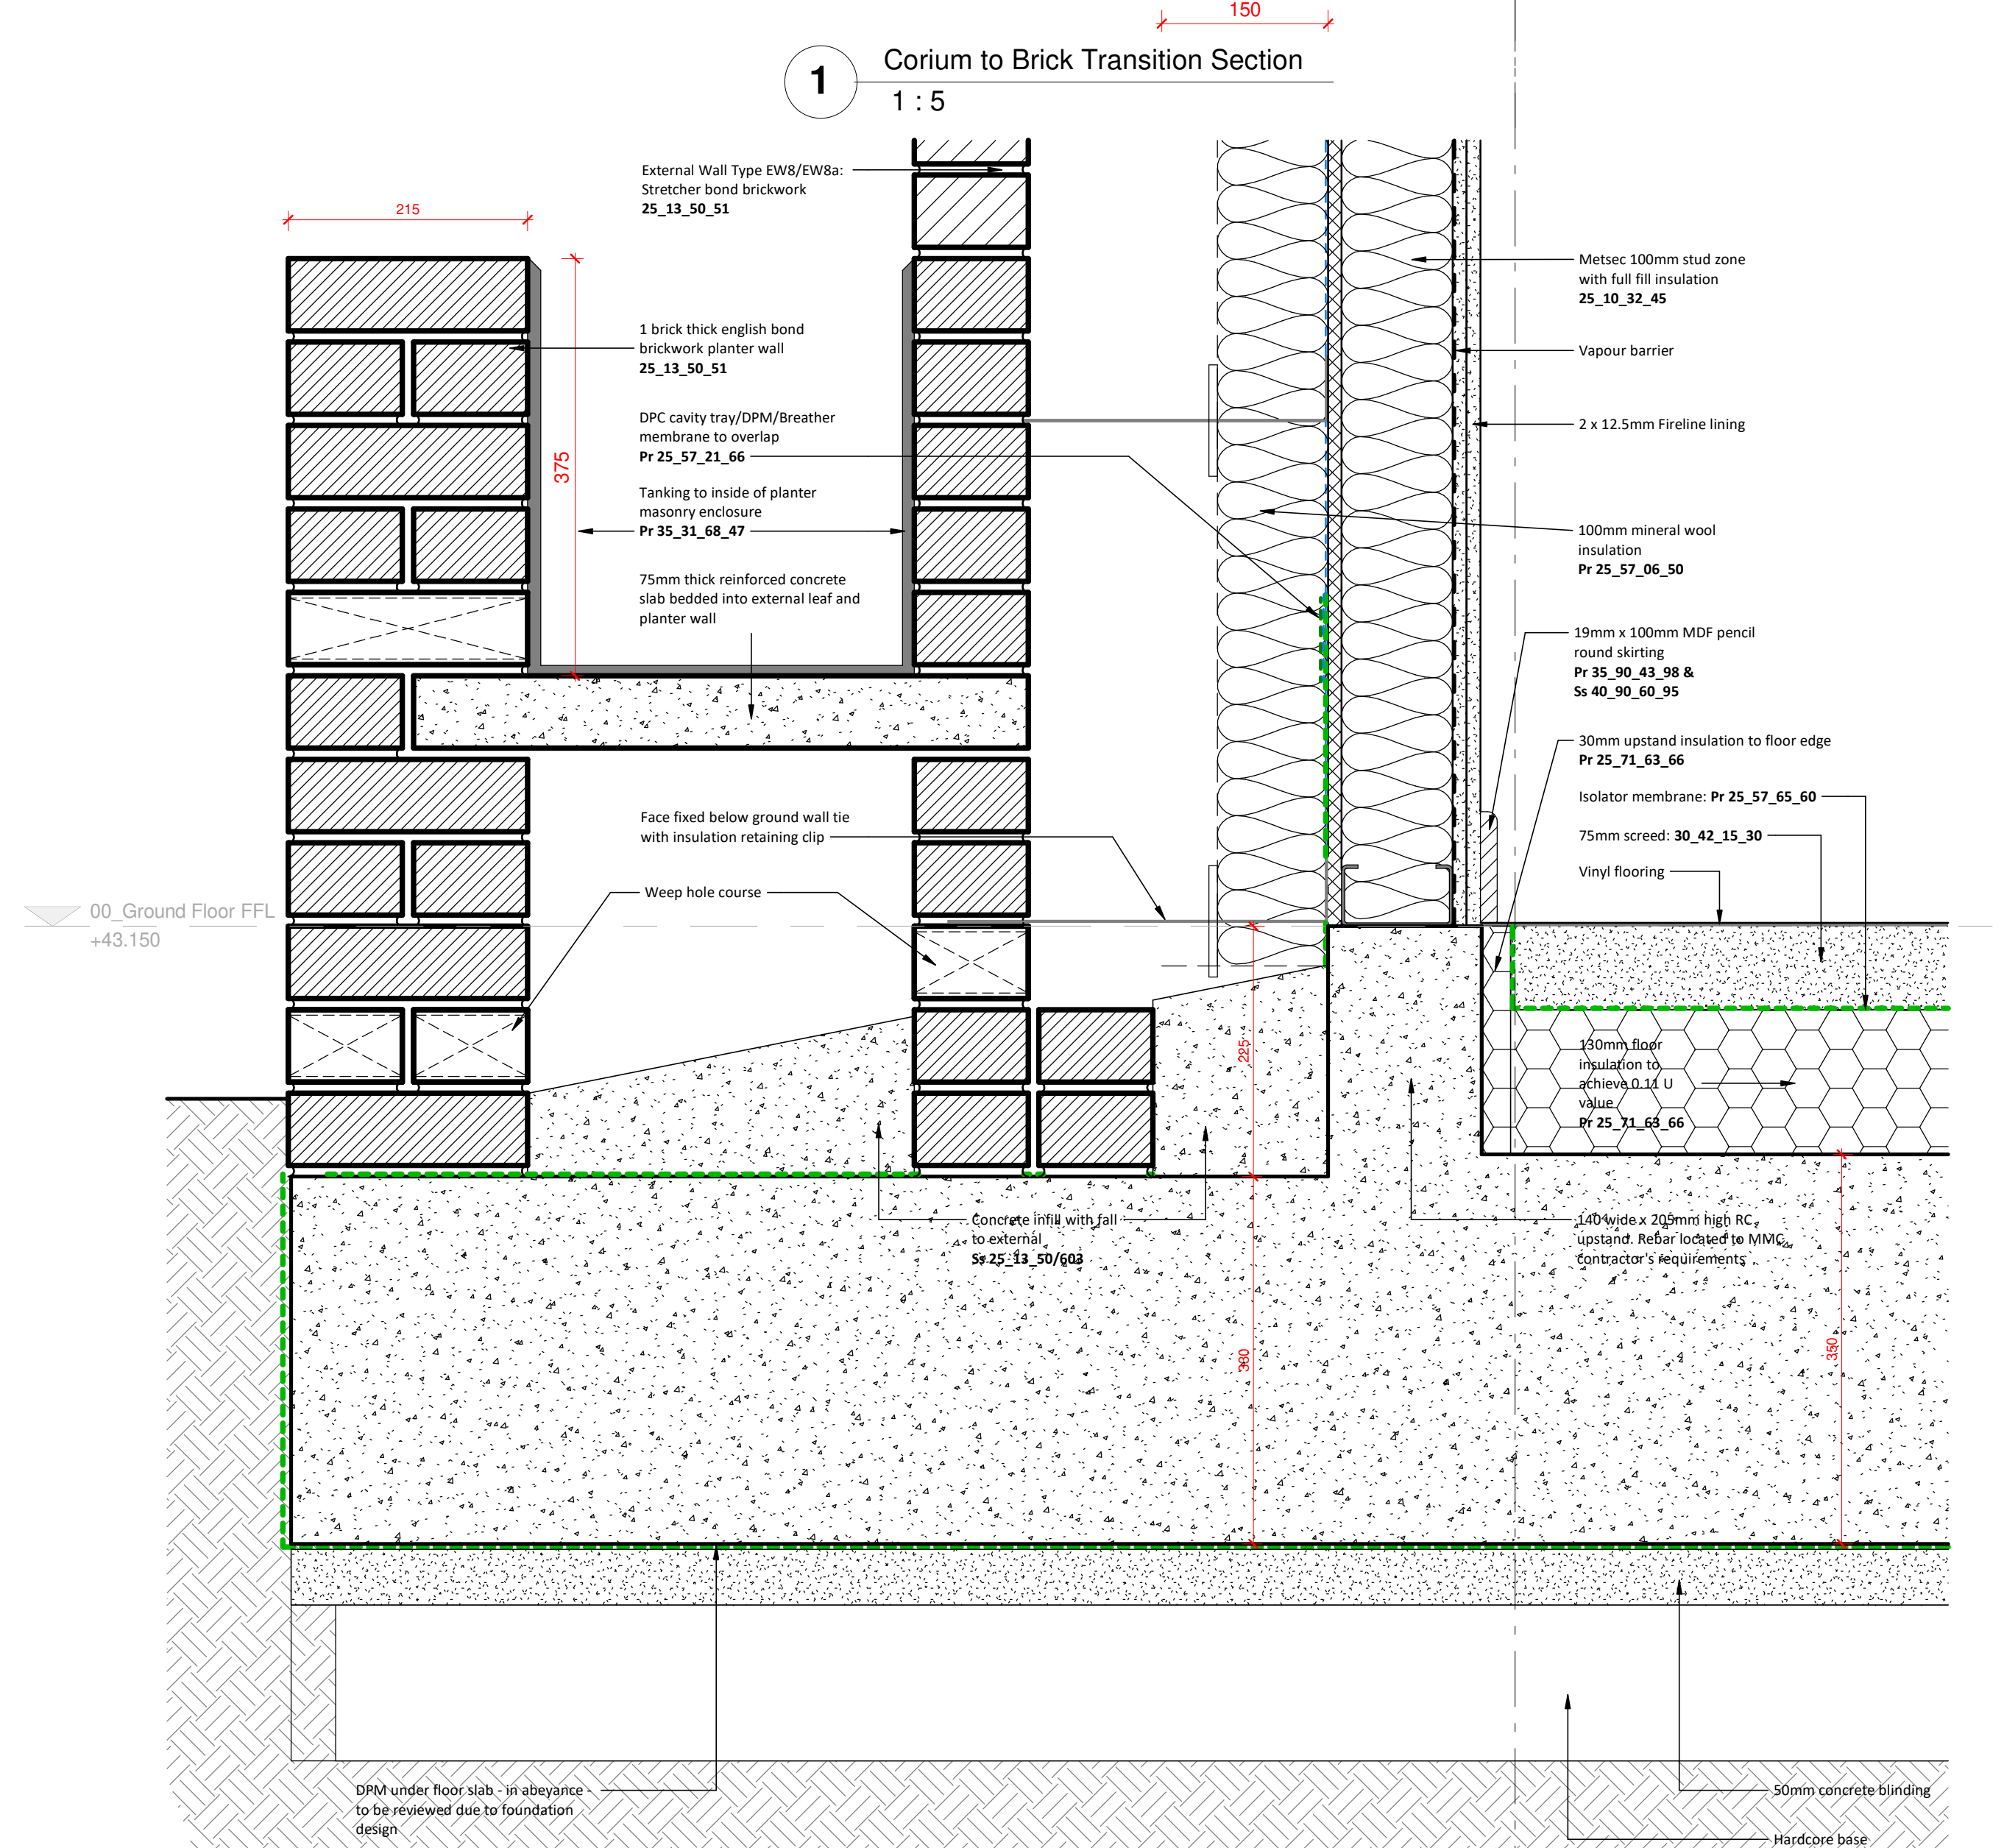 150
1
Corium to Brick Transition Section
1 : 5
External Wall Type EW8/EW8a:
Stretcher bond brickwork
25_13_50_51
215
1 brick thick english bond
brickwork planter wall
25_13_50_51
DPC cavity tray/DPM/Breather
membrane to overlap
Pr 25_57_21_66
375
Tanking to inside of planter
masonry enclosure
Pr 35_31_68_47
75mm thick reinforced concrete
slab bedded into external leaf and
planter wall
Face fixed below ground wall tie
with insulation retaining clip
Weep hole course
00_Ground Floor FFL
+43.150
Metsec 100mm stud zone
with full fill insulation
25_10_32_45
Vapour barrier
2 x 12.5mm Fireline lining
100mm mineral wool
insulation
Pr 25_57_06_50
19mm x 100mm MDF pencil
round skirting
Pr 35_90_43_98 &
Ss 40_90_60_95
30mm upstand insulation to floor edge
Pr 25_71_63_66
Isolator membrane: Pr 25_57_65_60
75mm screed: 30_42_15_30
Vinyl flooring
225
130mm floor
insulation to
achieve 0.11 U
value
Pr 25_71_63_66
Concrete infill with fall
to external
Ss 25_13_50/603
140 wide x 205mm high RC
upstand. Rebar located to MMC
contractor's requirements
330
350
DPM under floor slab - in abeyance -
to be reviewed due to foundation
design
50mm concrete blinding
Hardcore base